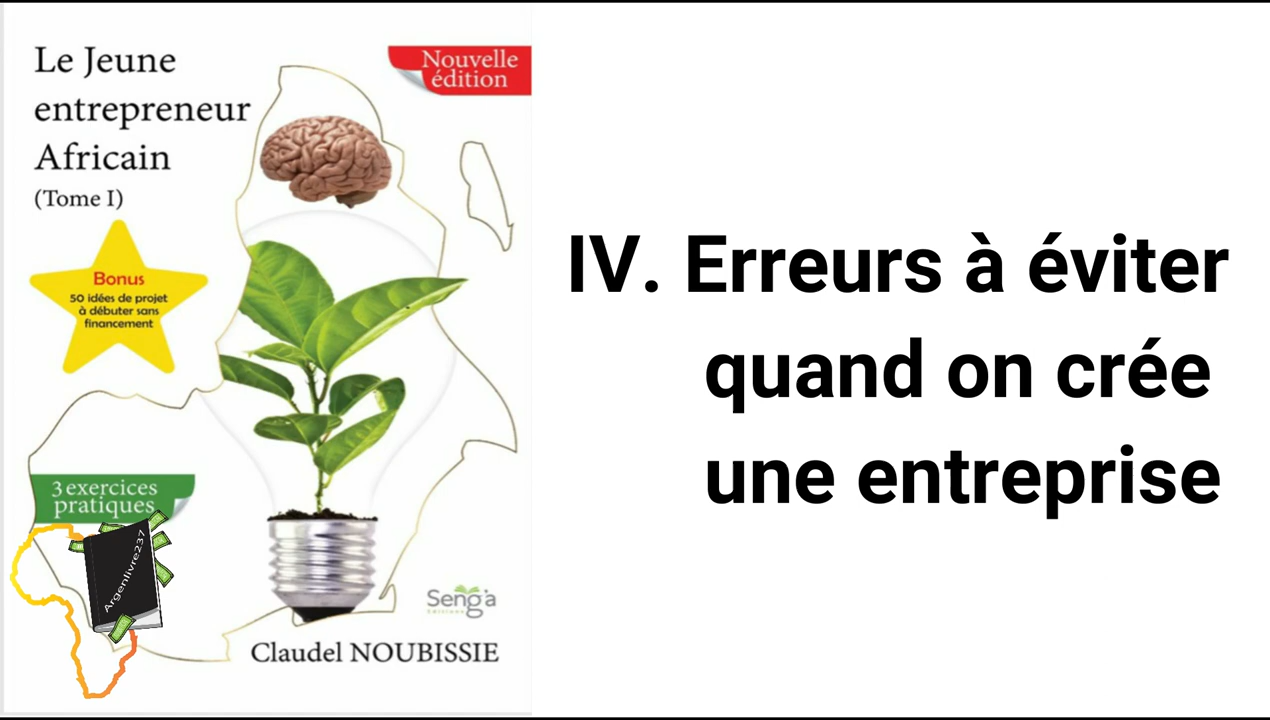 Le Jeune
entrepreneur
Africain
(Tome I)
Nouvelle
édition
Bonus
50 idées de projet
à débuter sans
financement
3 exercices
pratiques
Argenlivre237
Seng'a
Editions
Claudel NOUBISSIE
IV. Erreurs à éviter
quand on crée
une entreprise